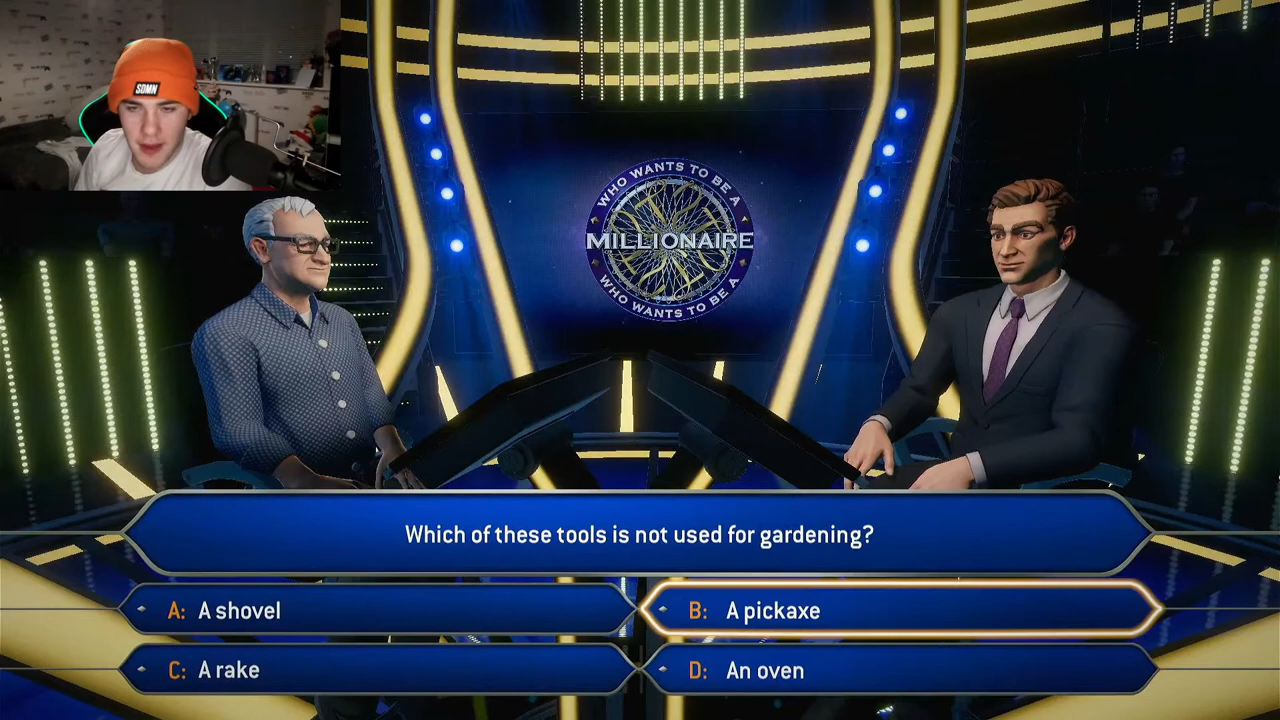 SDMN
WHO WANTS TO BE A
MILLIONAIRE
WHO WANTS TO BE A
Which of these tools is not used for gardening?
A: A shovel
B: A pickaxe
C: A rake
D: An oven